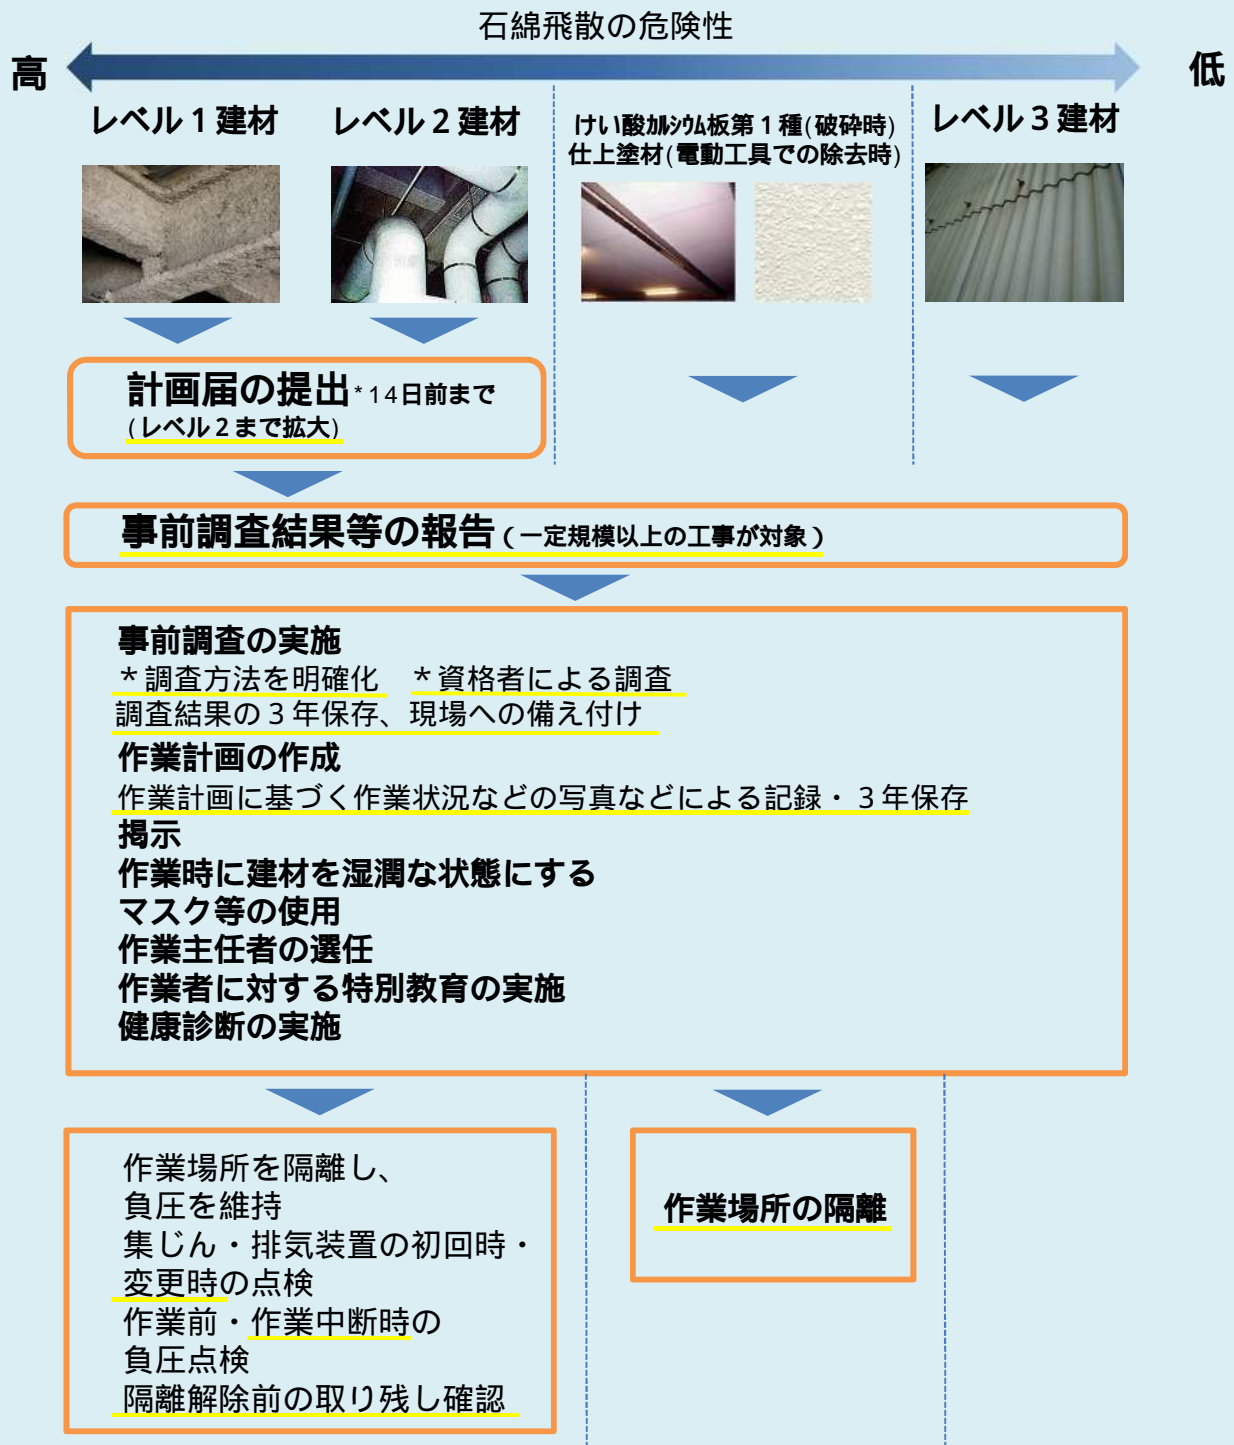 石綿飛散の危険性
高
低
レベル１建材
レベル２建材
けい酸ｶﾙｼｳﾑ板第１種(破砕時)
仕上塗材(電動工具での除去時)
レベル３建材
計画届の提出*14日前まで
(レベル２まで拡大)
事前調査結果等の報告（一定規模以上の工事が対象）
事前調査の実施
＊調査方法を明確化　＊資格者による調査
調査結果の３年保存、現場への備え付け
作業計画の作成
作業計画に基づく作業状況などの写真などによる記録・３年保存
掲示
作業時に建材を湿潤な状態にする
マスク等の使用
作業主任者の選任
作業者に対する特別教育の実施
健康診断の実施
作業場所を隔離し、
負圧を維持
集じん・排気装置の初回時・
変更時の点検
作業前・作業中断時の
負圧点検
隔離解除前の取り残し確認
作業場所の隔離